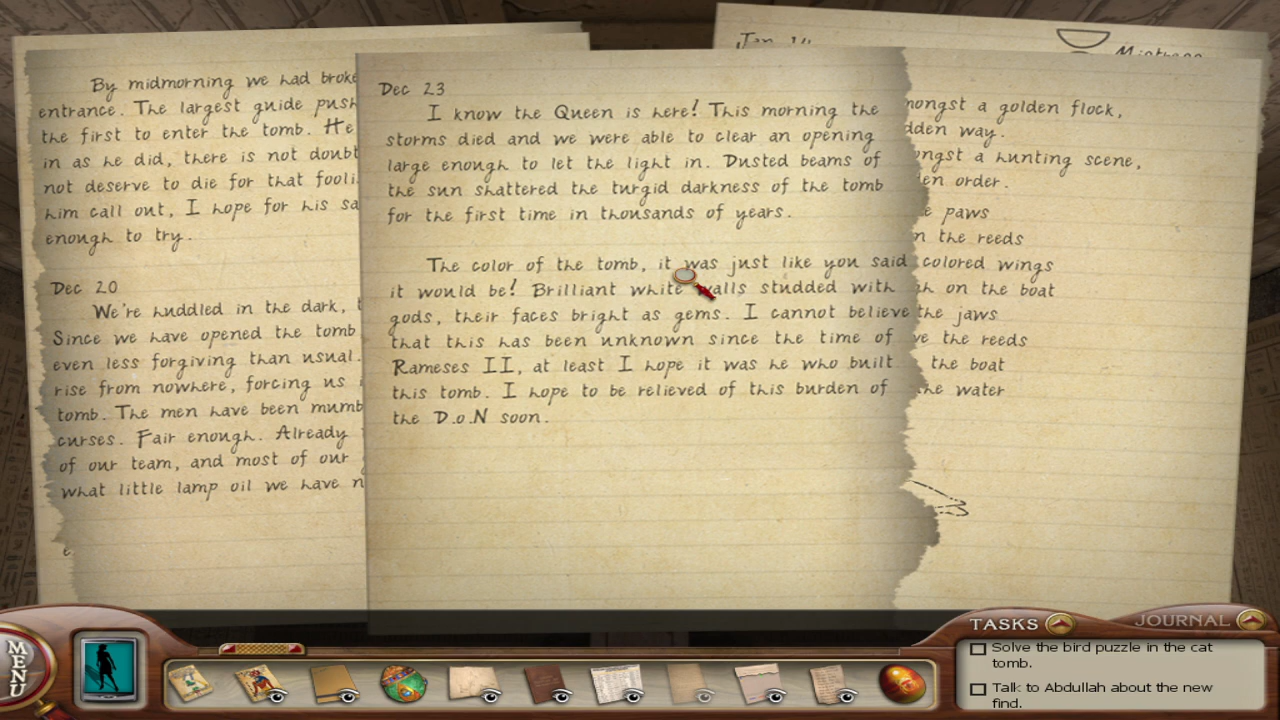 By midmorning we had broke
entrance. The largest guide push
the first to enter the tomb. He
in as he did, there is not doubt
not deserve to die for that fooli
him call out, I hope for his sa
enough to try.
Dec 20
We're huddled in the dark,
Since we have opened the tomb
even less forgiving than usual.
rise from nowhere, forcing us
tomb. The men have been mumb
curses. Fair enough. Already
of our team, and most of our
what little lamp oil we have n
Dec 23
I know the Queen is here! This morning the
storms died and we were able to clear an opening
large enough to let the light in. Dusted beams of
the sun shattered the turgid darkness of the tomb
for the first time in thousands of years.
The color of the tomb, it was just like you said
it would be! Brilliant white walls studded with
gods, their faces bright as gems. I cannot believe
that this has been unknown since the time of
Rameses II, at least I hope it was he who built
this tomb. I hope to be relieved of this burden of
the D.o.N soon.
mongst a golden flock,
dden way.
ongst a hunting scene,
en order.
e paws
n the reeds
colored wings
h on the boat
the jaws
ve the reeds
the boat
he water
MENU
TASKS
JOURNAL
Solve the bird puzzle in the cat
tomb.
Talk to Abdullah about the new
find.